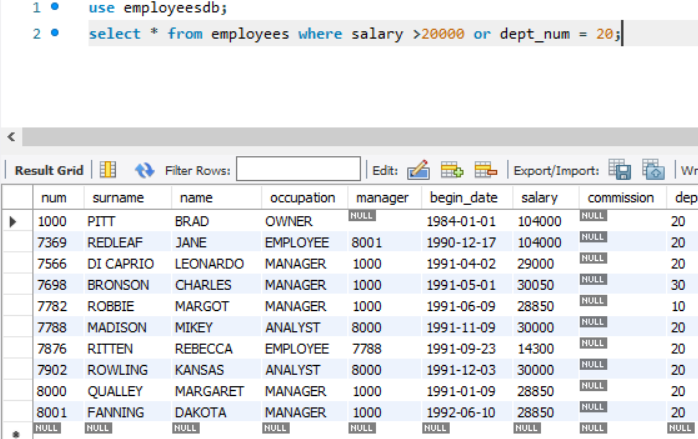 1 use employeesdb;
2 select * from employees where salary >20000 or dept_num = 20;
Result Grid Filter Rows: Edit: Export/Import: Wr
num surname name occupation manager begin_date salary commission dep
1000 PITT BRAD OWNER NULL 1984-01-01 104000 NULL 20
7369 REDLEAF JANE EMPLOYEE 8001 1990-12-17 104000 NULL 20
7566 DI CAPRIO LEONARDO MANAGER 1000 1991-04-02 29000 NULL 20
7698 BRONSON CHARLES MANAGER 1000 1991-05-01 30050 NULL 30
7782 ROBBIE MARGOT MANAGER 1000 1991-06-09 28850 NULL 10
7788 MADISON MIKEY ANALYST 8000 1991-11-09 30000 NULL 20
7876 RITTEN REBECCA EMPLOYEE 7788 1991-09-23 14300 NULL 20
7902 ROWLING KANSAS ANALYST 8000 1991-12-03 30000 NULL 20
8000 QUALLEY MARGARET MANAGER 1000 1991-01-09 28850 NULL 20
8001 FANNING DAKOTA MANAGER 1000 1992-06-10 28850 NULL 20
NULL NULL NULL NULL NULL NULL NULL NULL NULL